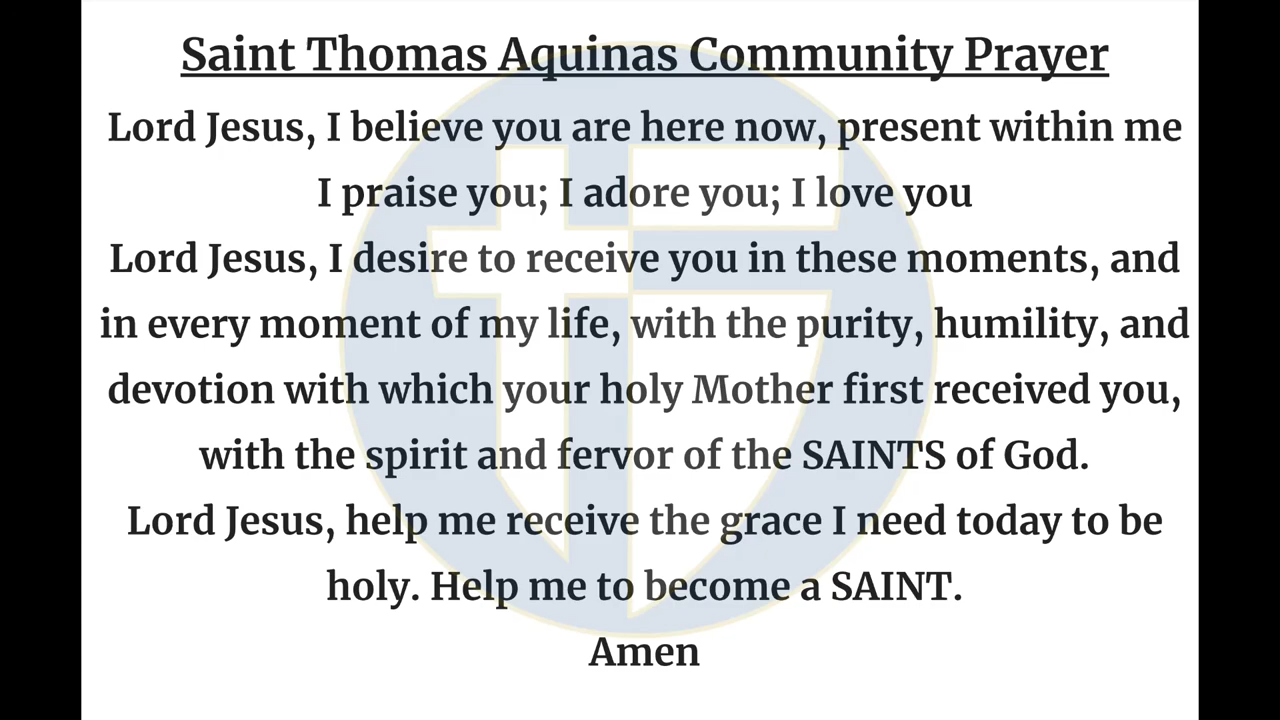 Saint Thomas Aquinas Community Prayer
Lord Jesus, I believe you are here now, present within me
I praise you; I adore you; I love you
Lord Jesus, I desire to receive you in these moments, and
in every moment of my life, with the purity, humility, and
devotion with which your holy Mother first received you,
with the spirit and fervor of the SAINTS of God.
Lord Jesus, help me receive the grace I need today to be
holy. Help me to become a SAINT.
Amen